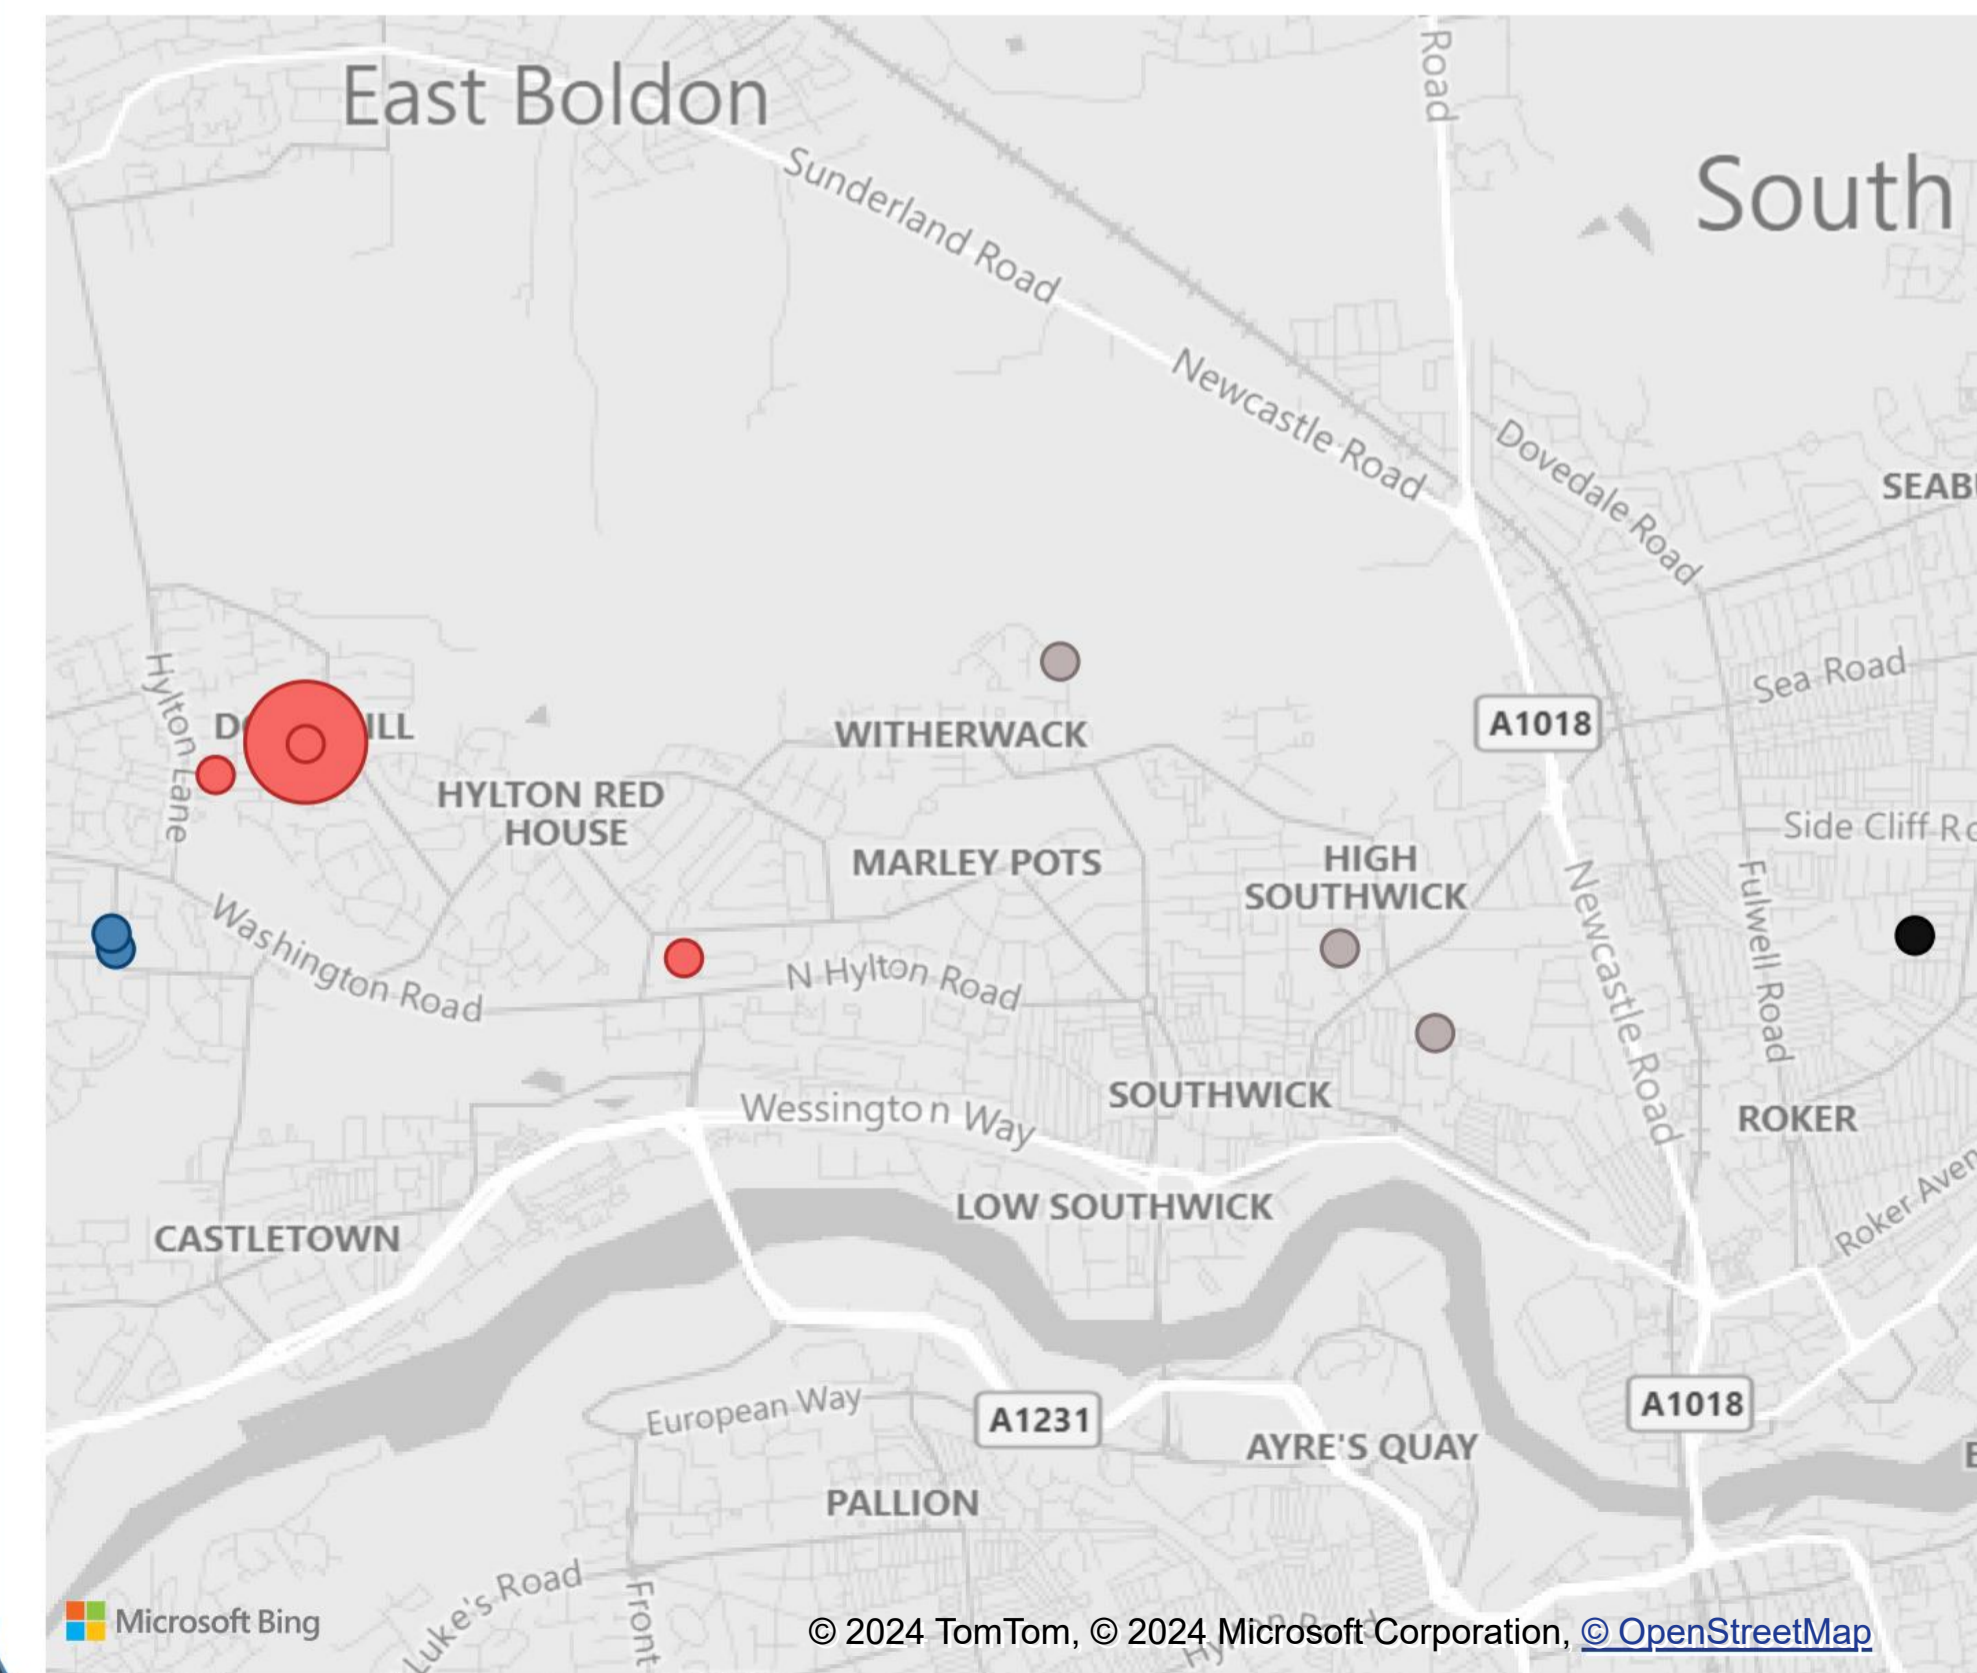 Road
East Boldon
South
Sunderland Road
Newcastle Road
Dovedale Road
SEAB
Sea Road
Hylton Lane
D ILL
WITHERWACK
A1018
HYLTON RED
HOUSE
Side Cliff Ro
MARLEY POTS
HIGH
SOUTHWICK
Newcastle Road
Fulwell Road
Washington Road
N Hylton Road
SOUTHWICK
Wessington Way
ROKER
LOW SOUTHWICK
Roker Aven
CASTLETOWN
European Way
A1231
A1018
AYRE'S QUAY
E
PALLION
Luke's Road
Front
Microsoft Bing
© 2024 TomTom, © 2024 Microsoft Corporation, © OpenStreetMap